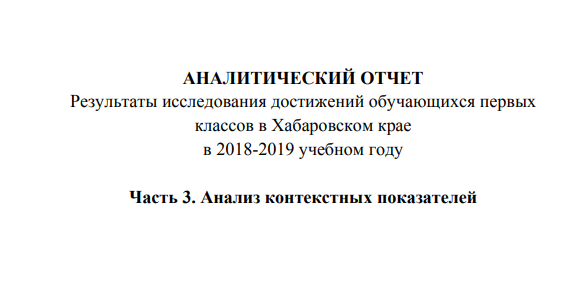 АНАЛИТИЧЕСКИЙ ОТЧЕТ
Результаты исследования достижений обучающихся первых
классов в Хабаровском крае
в 2018-2019 учебном году
Часть 3. Анализ контекстных показателей